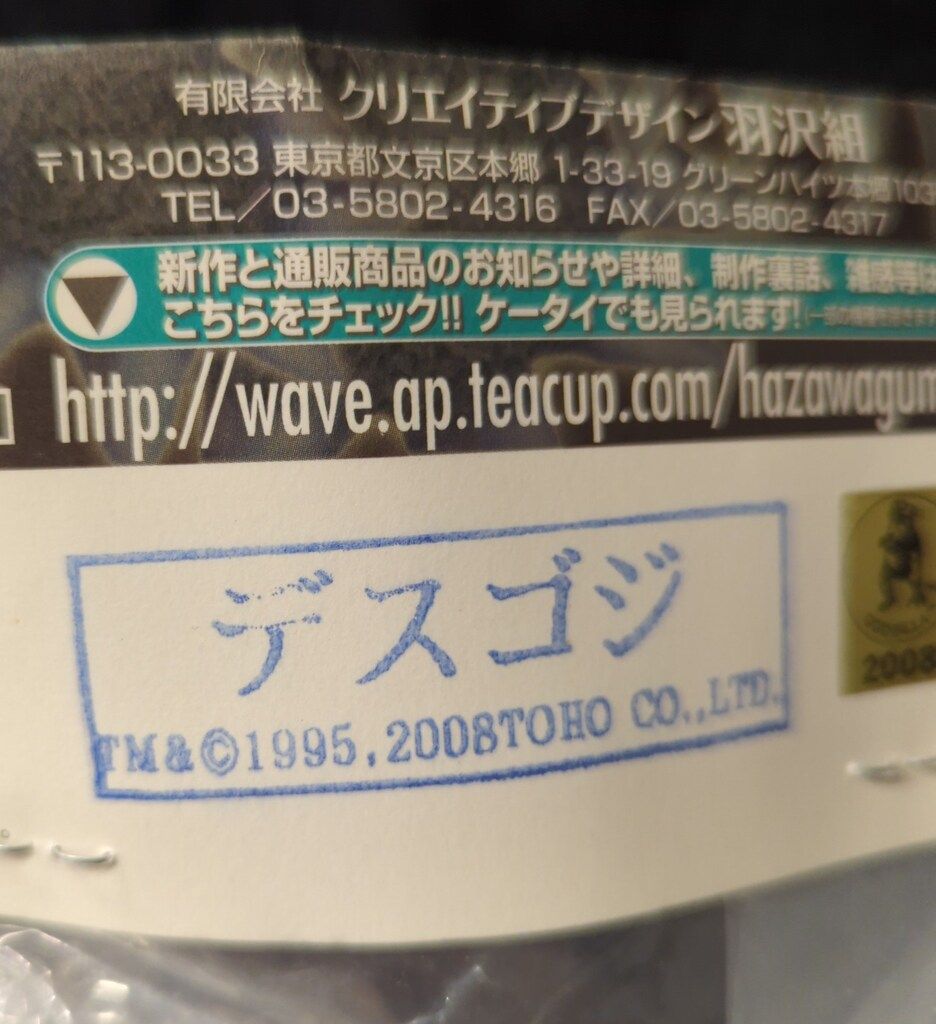 有限会社 クリエイティブデザイン 羽沢組
〒113-0033 東京都文京区本郷 1-33-19 グリーンハイツ本郷103
TEL/03-5802-4316 FAX/03-5802-4317
新作と通販商品のお知らせや詳細、制作裏話、雑感等は
こちらをチェック!! ケータイでも見られます!
http://wave.ap.teacup.com/hazawagum
デスゴジ
TM&©1995,2008TOHO CO.,LTD.
2008